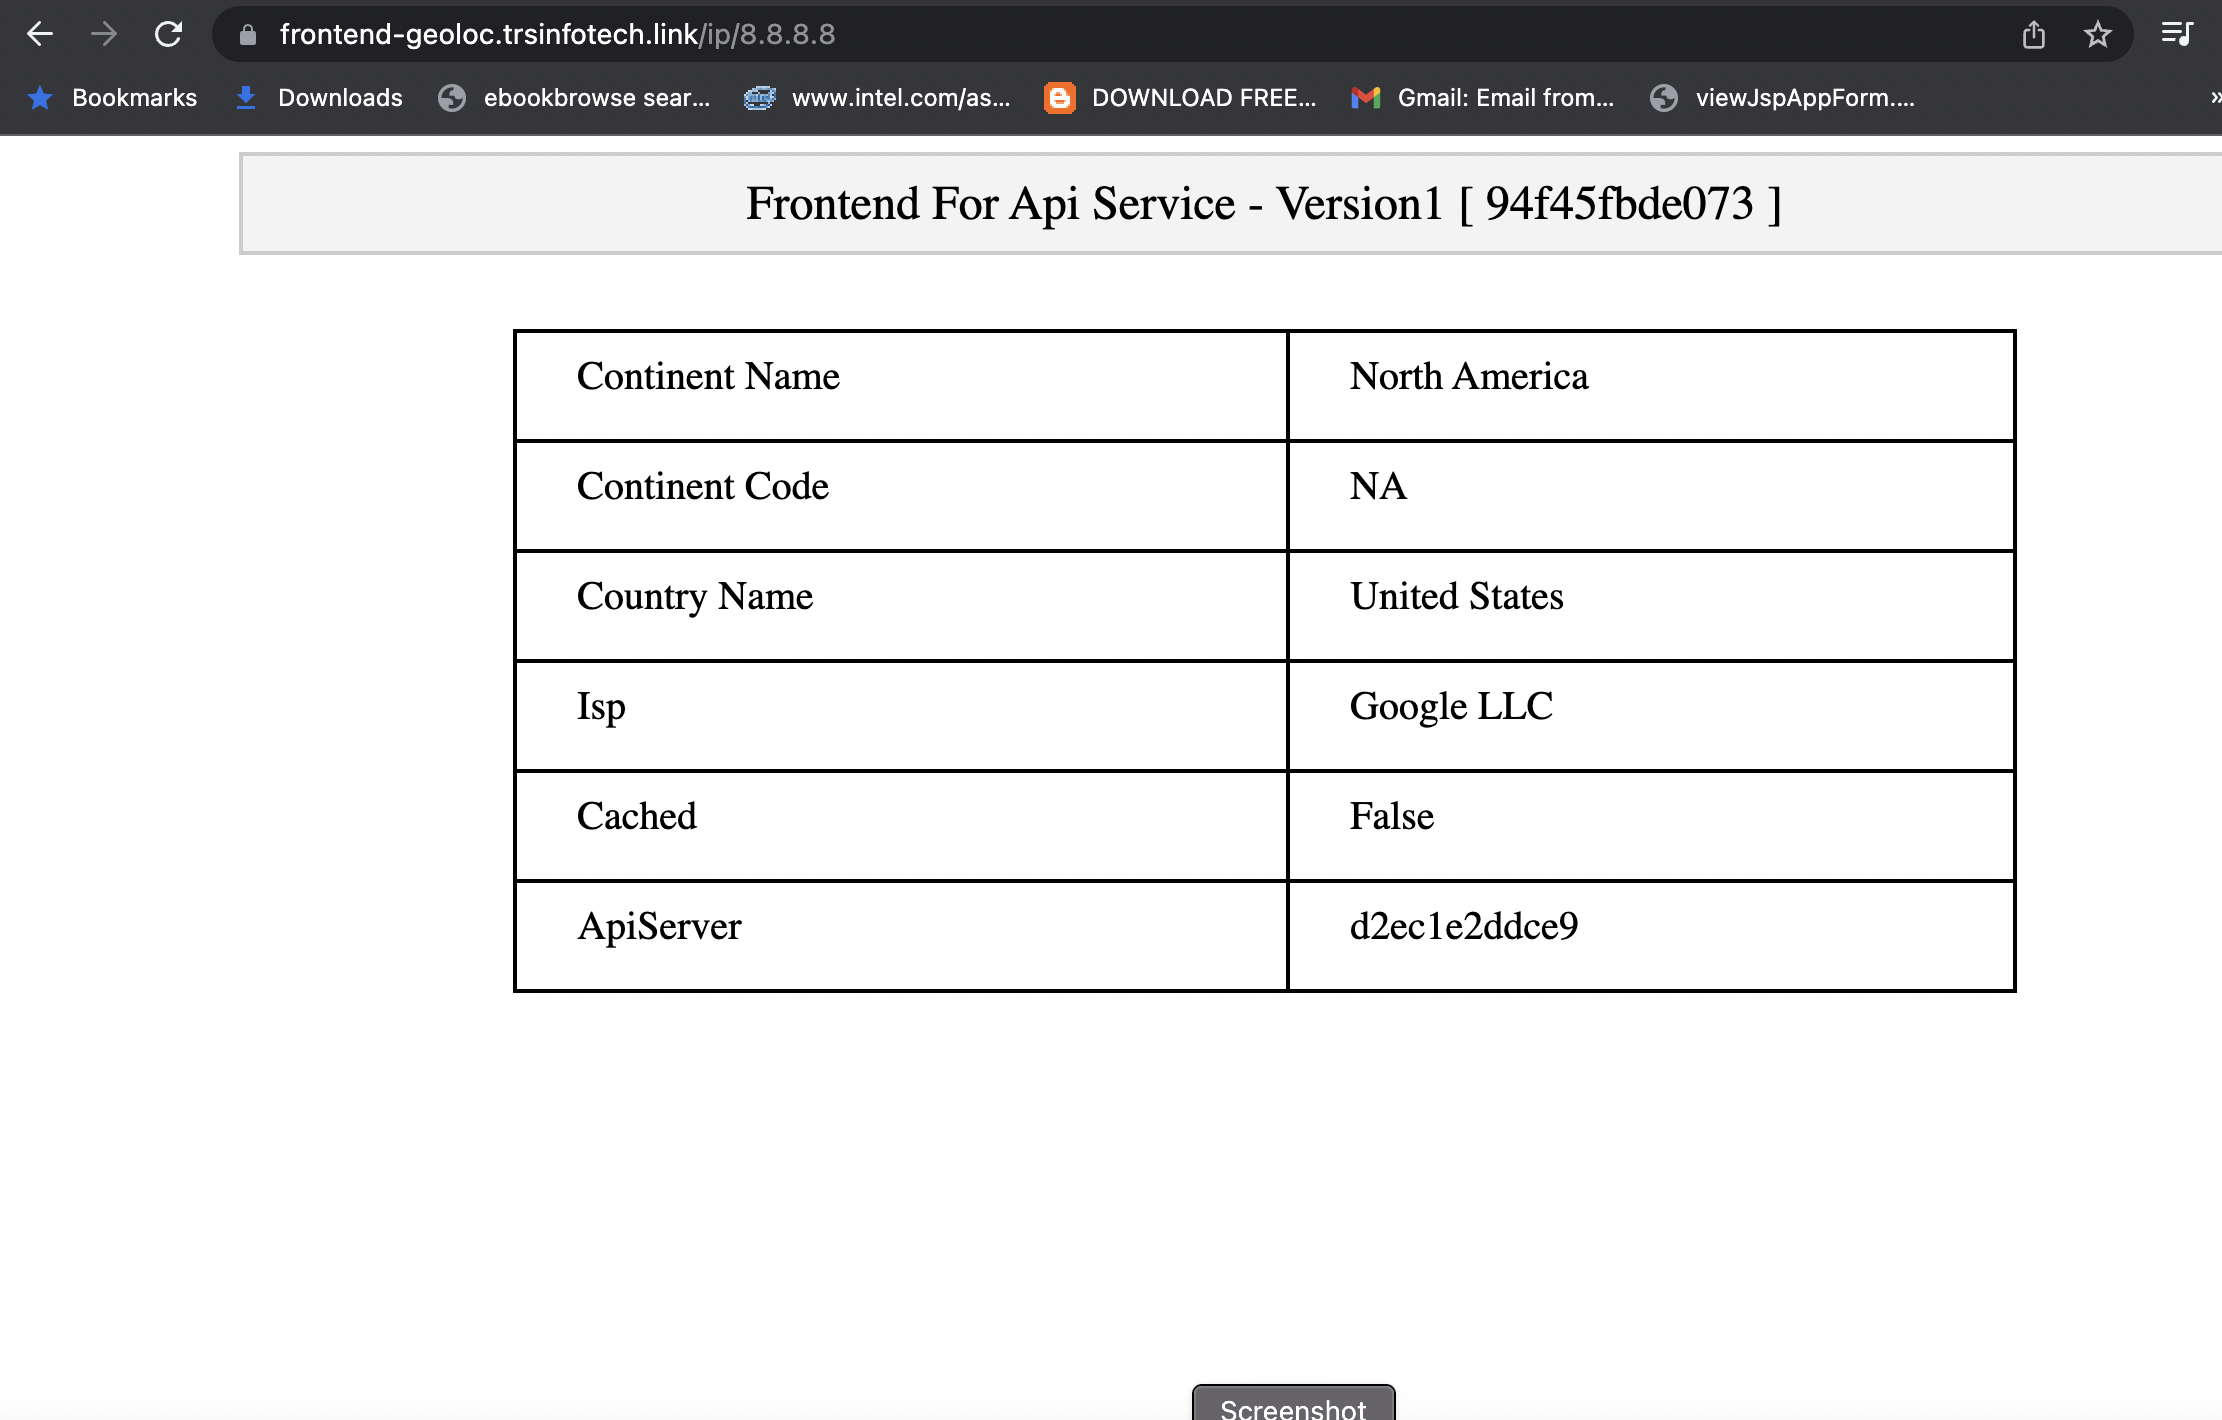 frontend-geoloc.trsinfotech.link/ip/8.8.8.8
Bookmarks Downloads ebookbrowse sear... www.intel.com/as... DOWNLOAD FREE... Gmail: Email from... viewJspAppForm.... »
Frontend For Api Service - Version1 [ 94f45fbde073 ]
Continent Name North America
Continent Code NA
Country Name United States
Isp Google LLC
Cached False
ApiServer d2ec1e2ddce9
Screenshot